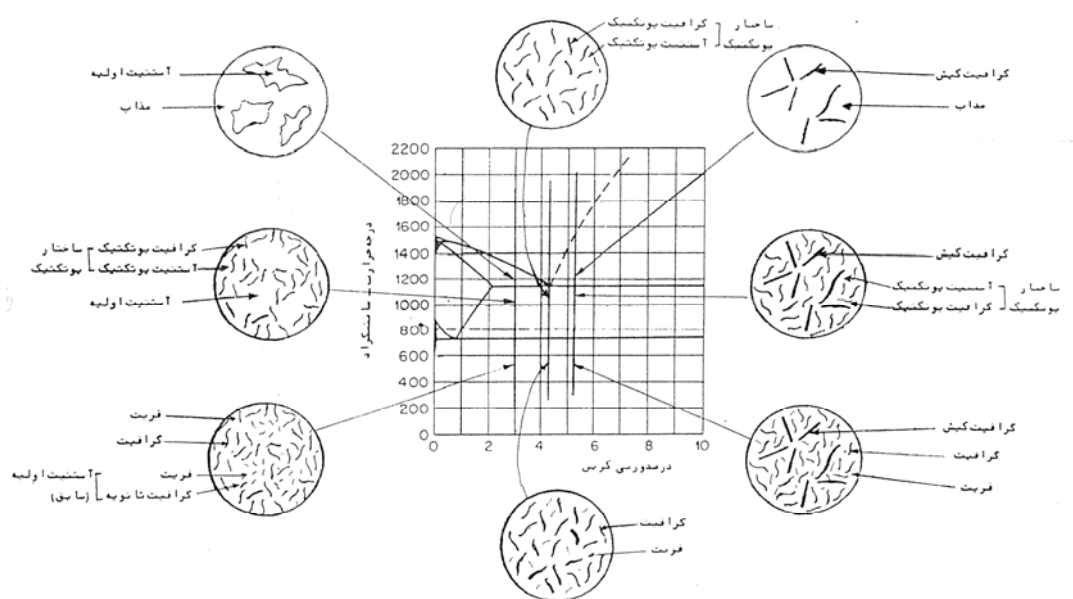 آستنیت اولیه
مذاب
گرافیت یوتکتیک
آستنیت یوتکتیک
ساختار
یوتکتیک
گرافیت کیش
مذاب
گرافیت یوتکتیک
آستنیت یوتکتیک
ساختار
یوتکتیک
آستنیت اولیه
2200
2000
1800
1600
1400
1200
1000
800
600
400
200
0
درجه حرارت - سانتیگراد
0 2 4 6 8 10
درصد وزنی کربن
گرافیت کیش
آستنیت یوتکتیک
گرافیت یوتکتیک
ساختار
یوتکتیک
فریت
گرافیت
فریت
گرافیت ثانویه
آستنیت اولیه
(سابق)
گرافیت کیش
گرافیت
فریت
گرافیت
فریت